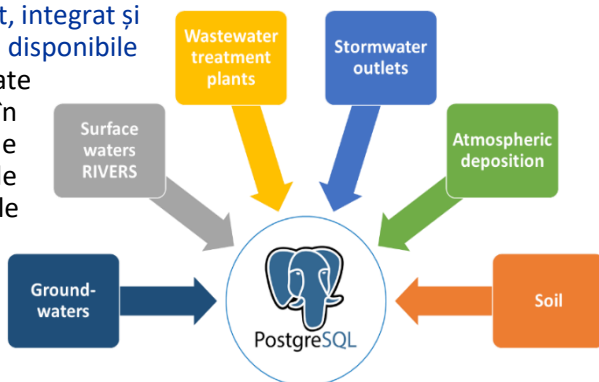 t, integrat și
disponibile
ate
în
e
le
le
Wastewater
treatment
plants
Stormwater
outlets
Surface
waters
RIVERS
Atmospheric
deposition
Ground-
waters
Soil
PostgreSQL